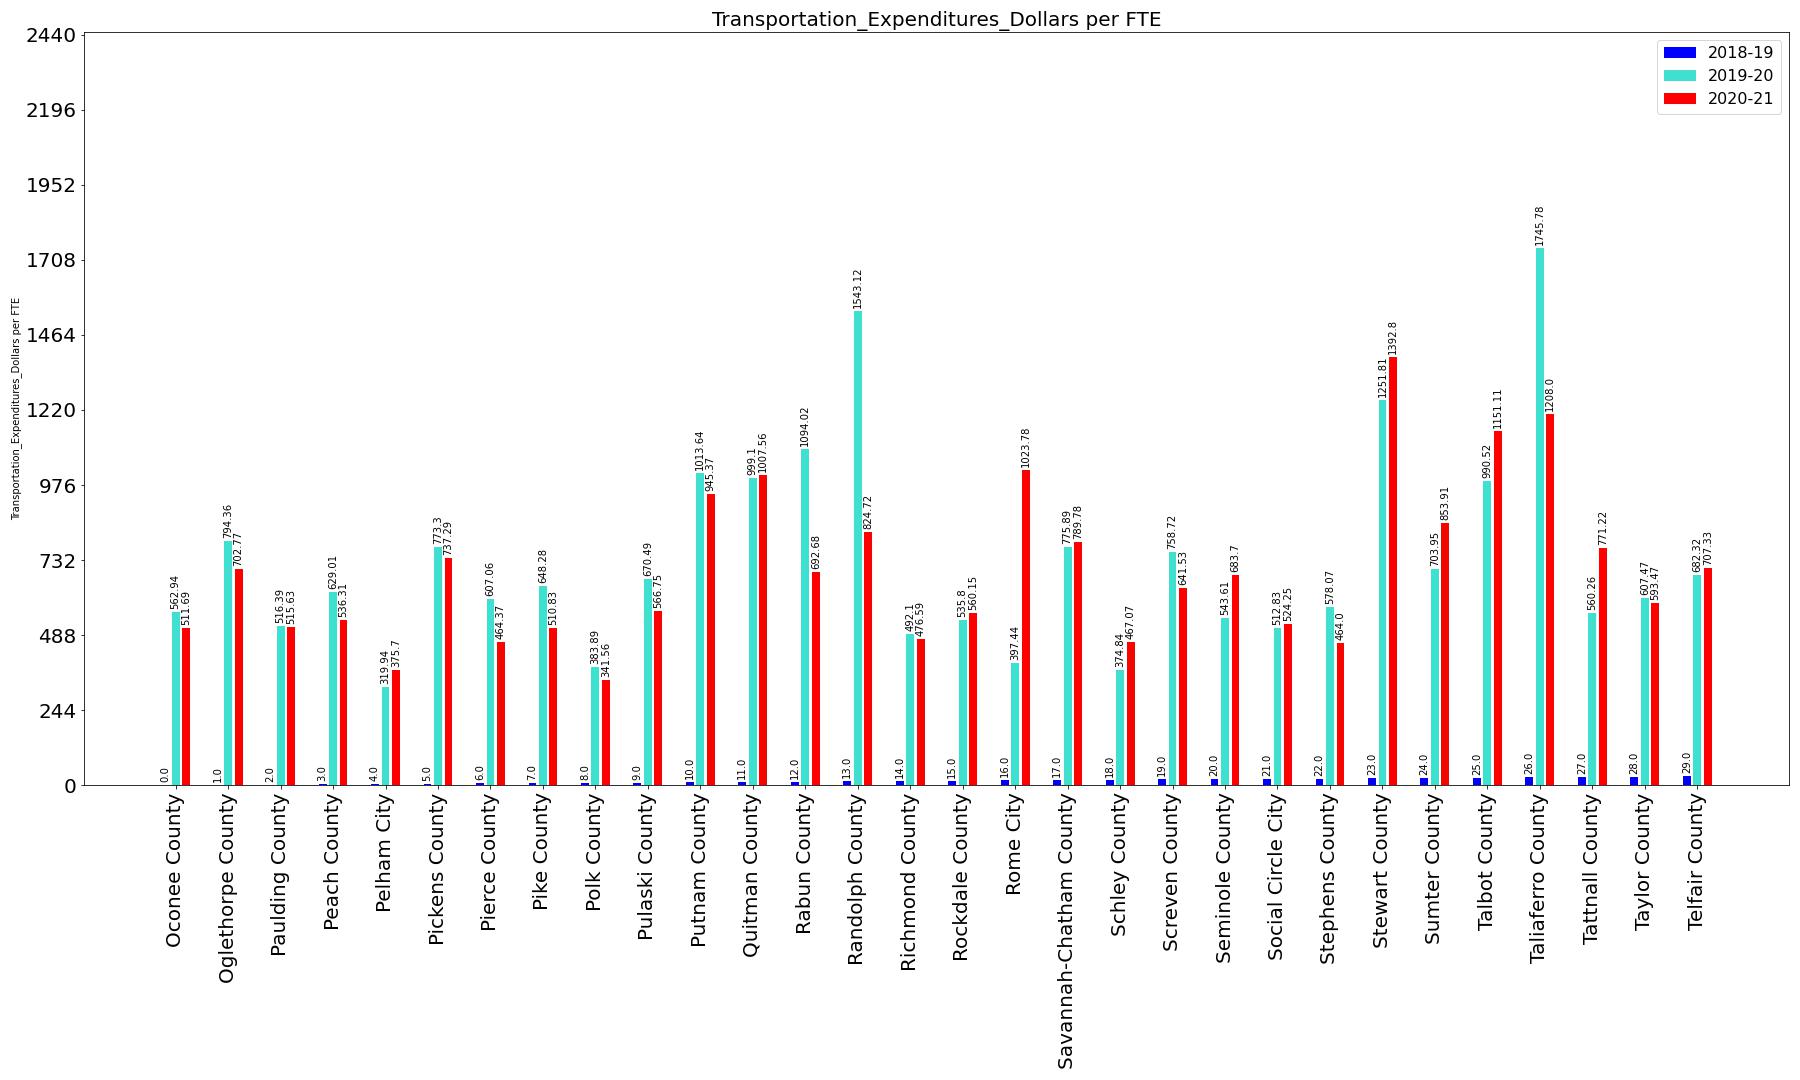 Transportation_Expenditures_Dollars per FTE
2018-19
2019-20
2020-21
Transportation_Expenditures_Dollars per FTE
2440
2196
1952
1708
1464
1220
976
732
488
244
0
0.0 562.94 511.69
1.0 794.36 702.77
2.0 516.39 515.63
3.0 629.01 536.31
4.0 319.94 375.7
5.0 773.3 737.29
6.0 607.06 464.37
7.0 648.28 510.83
8.0 383.89 341.56
9.0 670.49 566.75
10.0 1013.64 945.37
11.0 999.1 1007.56
12.0 1094.02 692.68
13.0 1543.12 824.72
14.0 492.1 476.59
15.0 535.8 560.15
16.0 397.44 1023.78
17.0 775.89 789.78
18.0 374.84 467.07
19.0 758.72 641.53
20.0 543.61 683.7
21.0 512.83 524.25
22.0 578.07 464.0
23.0 1251.81 1392.8
24.0 703.95 853.91
25.0 990.52 1151.11
26.0 1745.78 1208.0
27.0 560.26 771.22
28.0 607.47 593.47
29.0 682.32 707.33
Oconee County
Oglethorpe County
Paulding County
Peach County
Pelham City
Pickens County
Pierce County
Pike County
Polk County
Pulaski County
Putnam County
Quitman County
Rabun County
Randolph County
Richmond County
Rockdale County
Rome City
Savannah-Chatham County
Schley County
Screven County
Seminole County
Social Circle City
Stephens County
Stewart County
Sumter County
Talbot County
Taliaferro County
Tattnall County
Taylor County
Telfair County